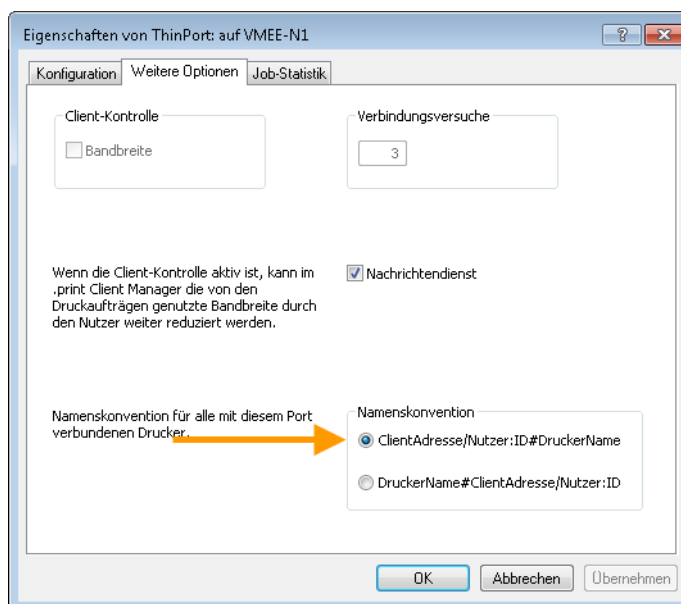 Eigenschaften von ThinPort: auf VMEE-N1
Konfiguration
Weitere Optionen
Job-Statistik
Client-Kontrolle
Bandbreite
Verbindungsversuche
3
Wenn die Client-Kontrolle aktiv ist, kann im
.print Client Manager die von den
Druckaufträgen genutzte Bandbreite durch
den Nutzer weiter reduziert werden.
Nachrichtendienst
Namenskonvention für alle mit diesem Port
verbundenen Drucker.
Namenskonvention
ClientAdresse/Nutzer:ID#DruckerName
DruckerName#ClientAdresse/Nutzer:ID
OK
Abbrechen
Übernehmen